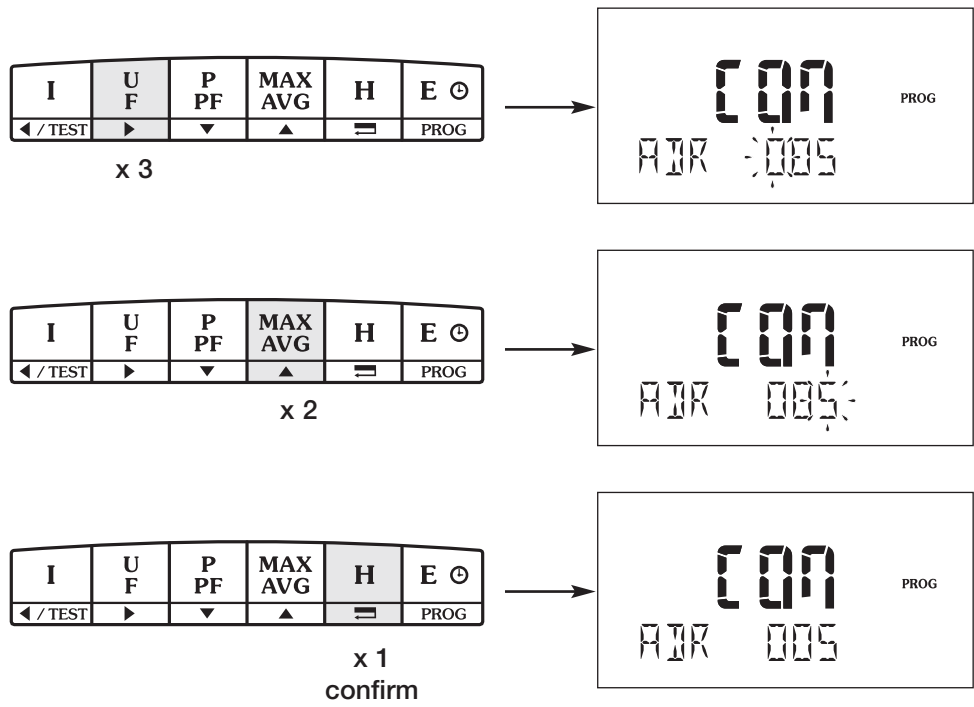 I U F P PF MAX AVG H E
◀ / TEST ▶ ▼ ▲ PROG
x 3
COM PROG
ADR 005
I U F P PF MAX AVG H E
◀ / TEST ▶ ▼ ▲ PROG
x 2
COM PROG
ADR 005
I U F P PF MAX AVG H E
◀ / TEST ▶ ▼ ▲ PROG
x 1
confirm
COM PROG
ADR 005